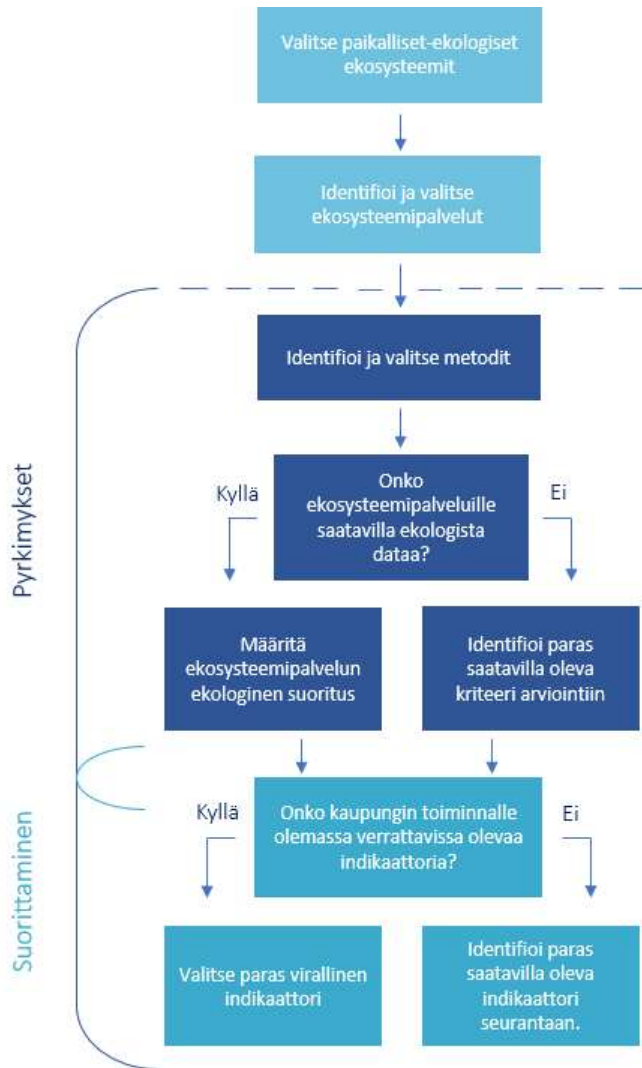 Valitse paikalliset-ekologiset
ekosysteemit
Identifioi ja valitse
ekosysteemipalvelut
Pyrkimykset
Identifioi ja valitse metodit
Kyllä
Onko
ekosysteemipalveluille
saatavilla ekologista
dataa?
Ei
Määritä
ekosysteemipalvelun
ekologinen suoritus
Identifioi paras
saatavilla oleva
kriteeri arviointiin
Suorittaminen
Kyllä
Onko kaupungin toiminnalle
olemassa verrattavissa olevaa
indikaattoria?
Ei
Valitse paras virallinen
indikaattori
Identifioi paras
saatavilla oleva
indikaattori
seurantaan.